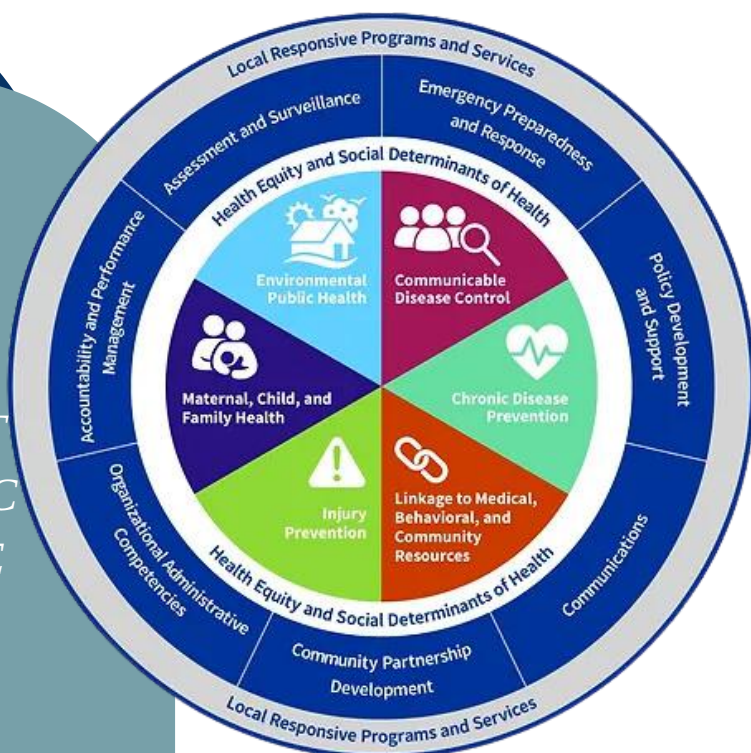 Local Responsive Programs and Services
Assessment and Surveillance
Emergency Preparedness
and Response
Policy Development
and Support
Communications
Community Partnership
Development
Organizational Administrative
Competencies
Accountability and Performance
Management
Health Equity and Social Determinants of Health
Environmental
Public Health
Communicable
Disease Control
Chronic Disease
Prevention
Linkage to Medical,
Behavioral, and
Community
Resources
Injury
Prevention
Maternal, Child, and
Family Health
Health Equity and Social Determinants of Health
Local Responsive Programs and Services
C
E